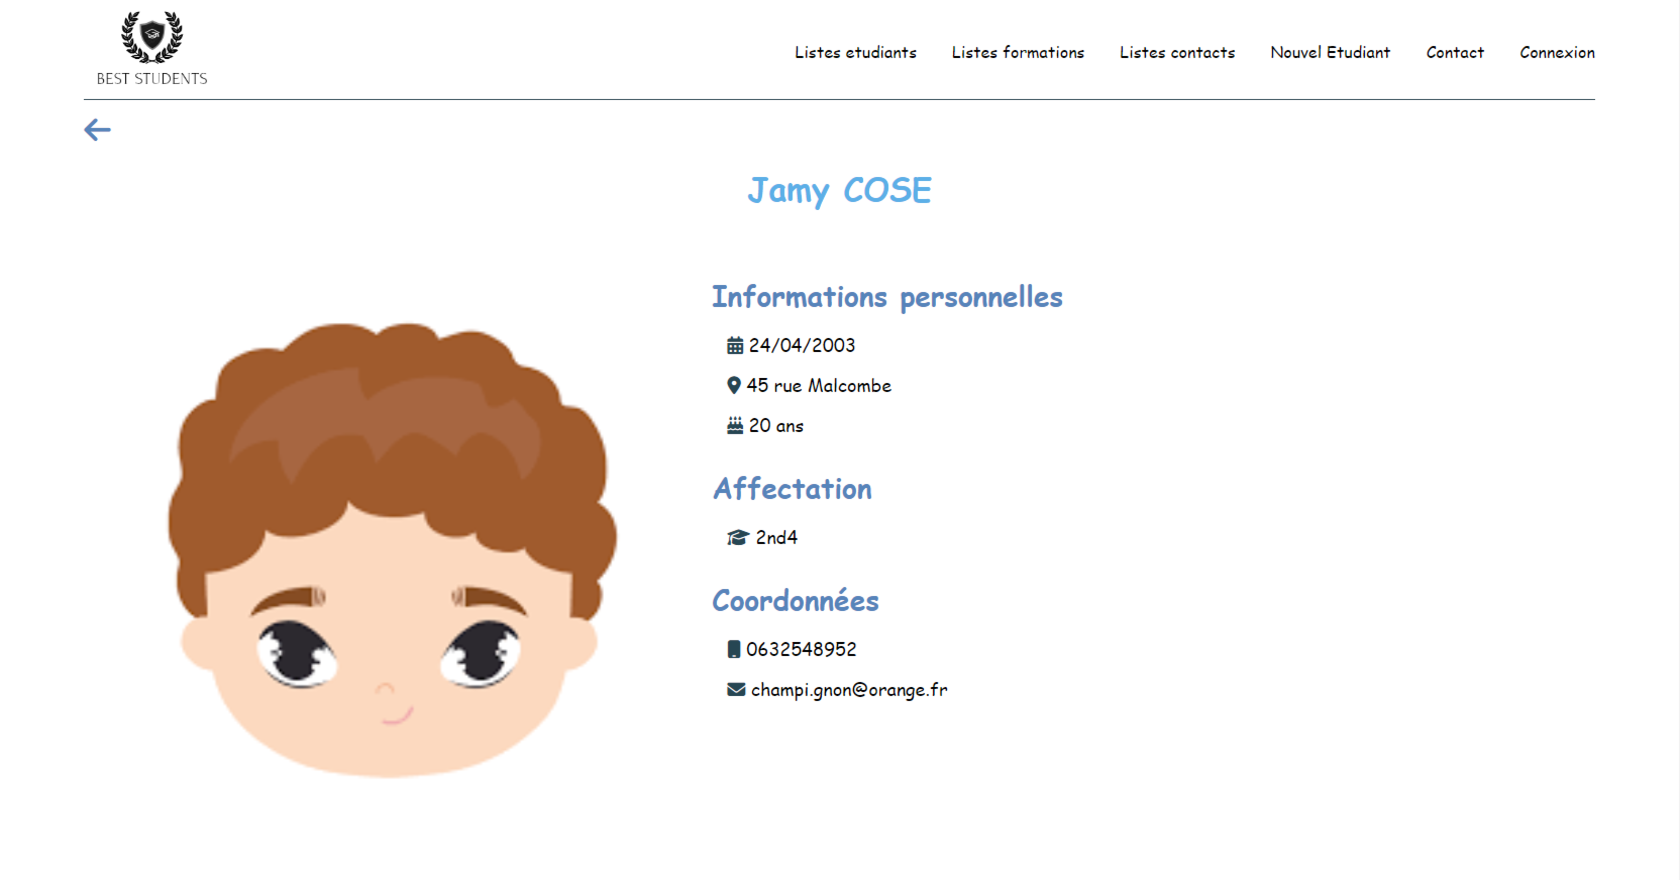 BEST STUDENTS
Listes etudiants Listes formations Listes contacts Nouvel Etudiant Contact Connexion
Jamy COSE
Informations personnelles
24/04/2003
45 rue Malcombe
20 ans
Affectation
2nd4
Coordonnées
0632548952
champi.gnon@orange.fr